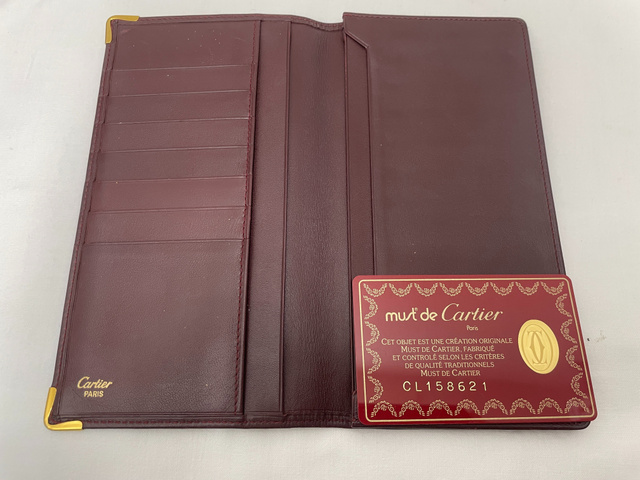 Cartier
PARIS
must de Cartier
Paris
CET OBJET EST UNE CRÉATION ORIGINALE
MUST DE CARTIER, FABRIQUÉ
ET CONTRÔLÉ SELON LES CRITÈRES
DE QUALITÉ TRADITIONNELS
MUST DE CARTIER
CL158621